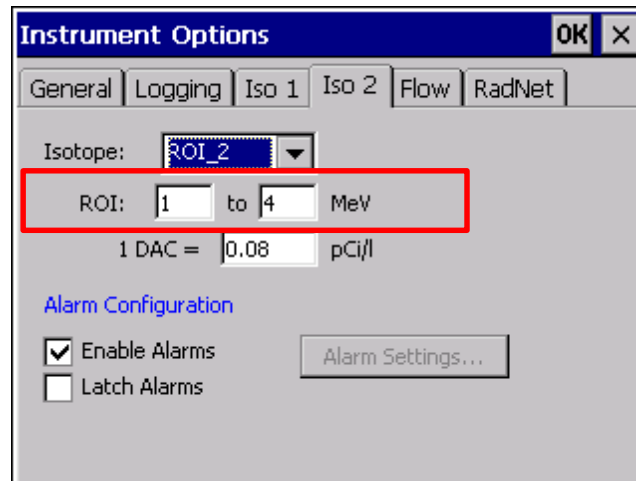 Instrument Options OK ×
General Logging Iso 1 Iso 2 Flow RadNet
Isotope: ROI_2
ROI: 1 to 4 MeV
1 DAC = 0.08 pCi/l
Alarm Configuration
Enable Alarms Alarm Settings...
Latch Alarms